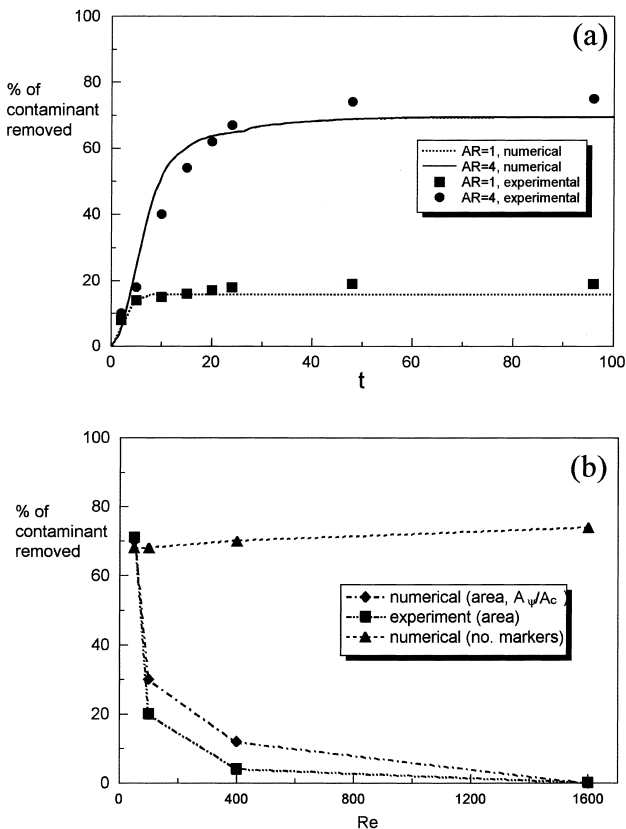 100
(a)
% of
contaminant
removed
80
60
40
20
0
AR=1, numerical
AR=4, numerical
AR=1, experimental
AR=4, experimental
0 20 40 60 80 100
t
100
(b)
% of
contaminant
removed
80
60
40
20
0
numerical (area, Aψ/Ac )
experiment (area)
numerical (no. markers)
0 400 800 1200 1600
Re